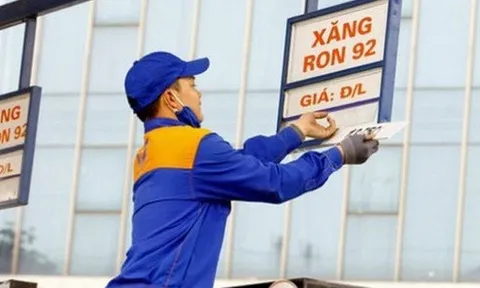 XĂNG
RON 92
GIÁ: Đ/L
XĂNG
RON 92
Đ/L